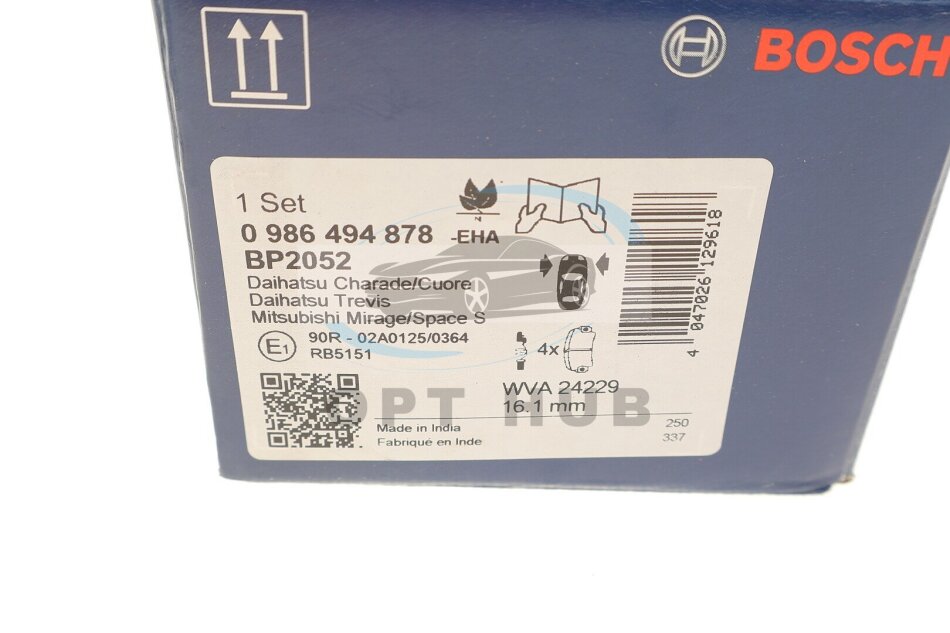 BOSCH
1 Set
0 986 494 878 -EHA
BP2052
Daihatsu Charade/Cuore
Daihatsu Trevis
Mitsubishi Mirage/Space S
E1 90R - 02A0125/0364
RB5151
4x
WVA 24229
16.1 mm
OPT HUB
Made in India
Fabriqué en Inde
250
337
4 047026 129618